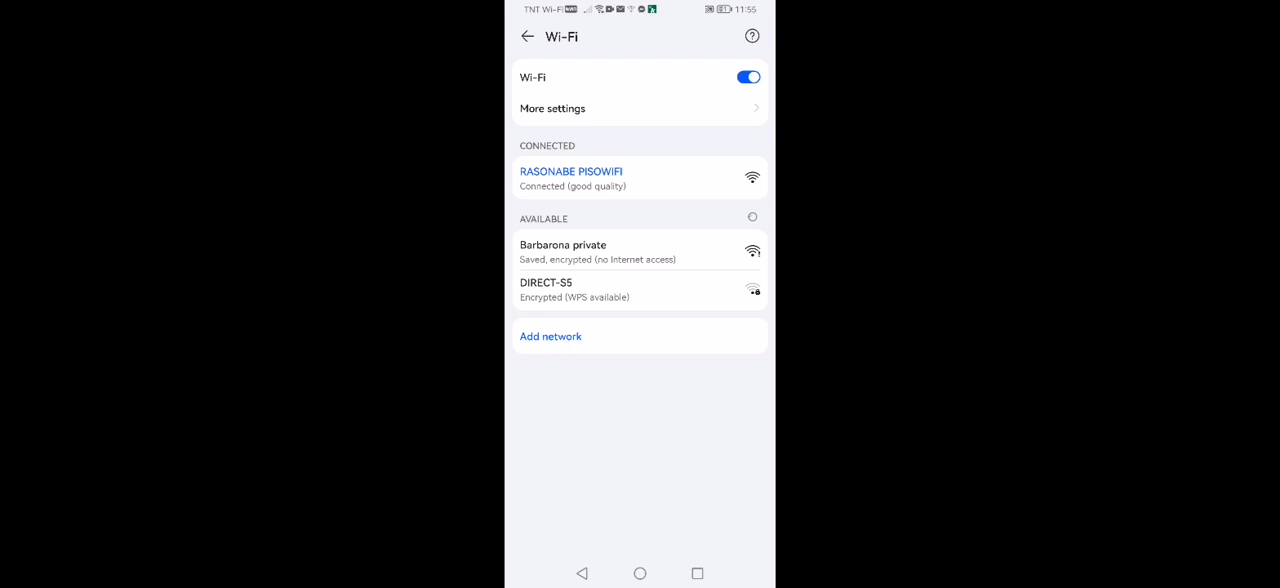 TNT Wi-Fi 11:55
Wi-Fi
Wi-Fi
More settings
CONNECTED
RASONABE PISOWIFI
Connected (good quality)
AVAILABLE
Barbarona private
Saved, encrypted (no Internet access)
DIRECT-S5
Encrypted (WPS available)
Add network